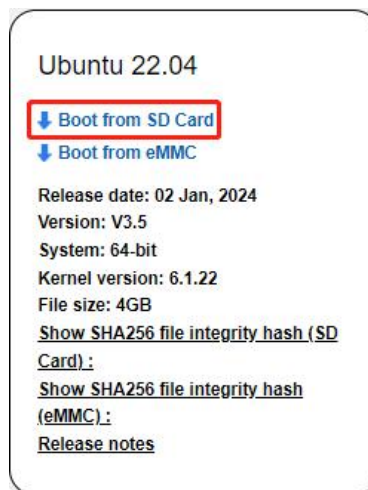 Ubuntu 22.04
Boot from SD Card
Boot from eMMC
Release date: 02 Jan, 2024
Version: V3.5
System: 64-bit
Kernel version: 6.1.22
File size: 4GB
Show SHA256 file integrity hash (SD
Card) :
Show SHA256 file integrity hash
(eMMC) :
Release notes